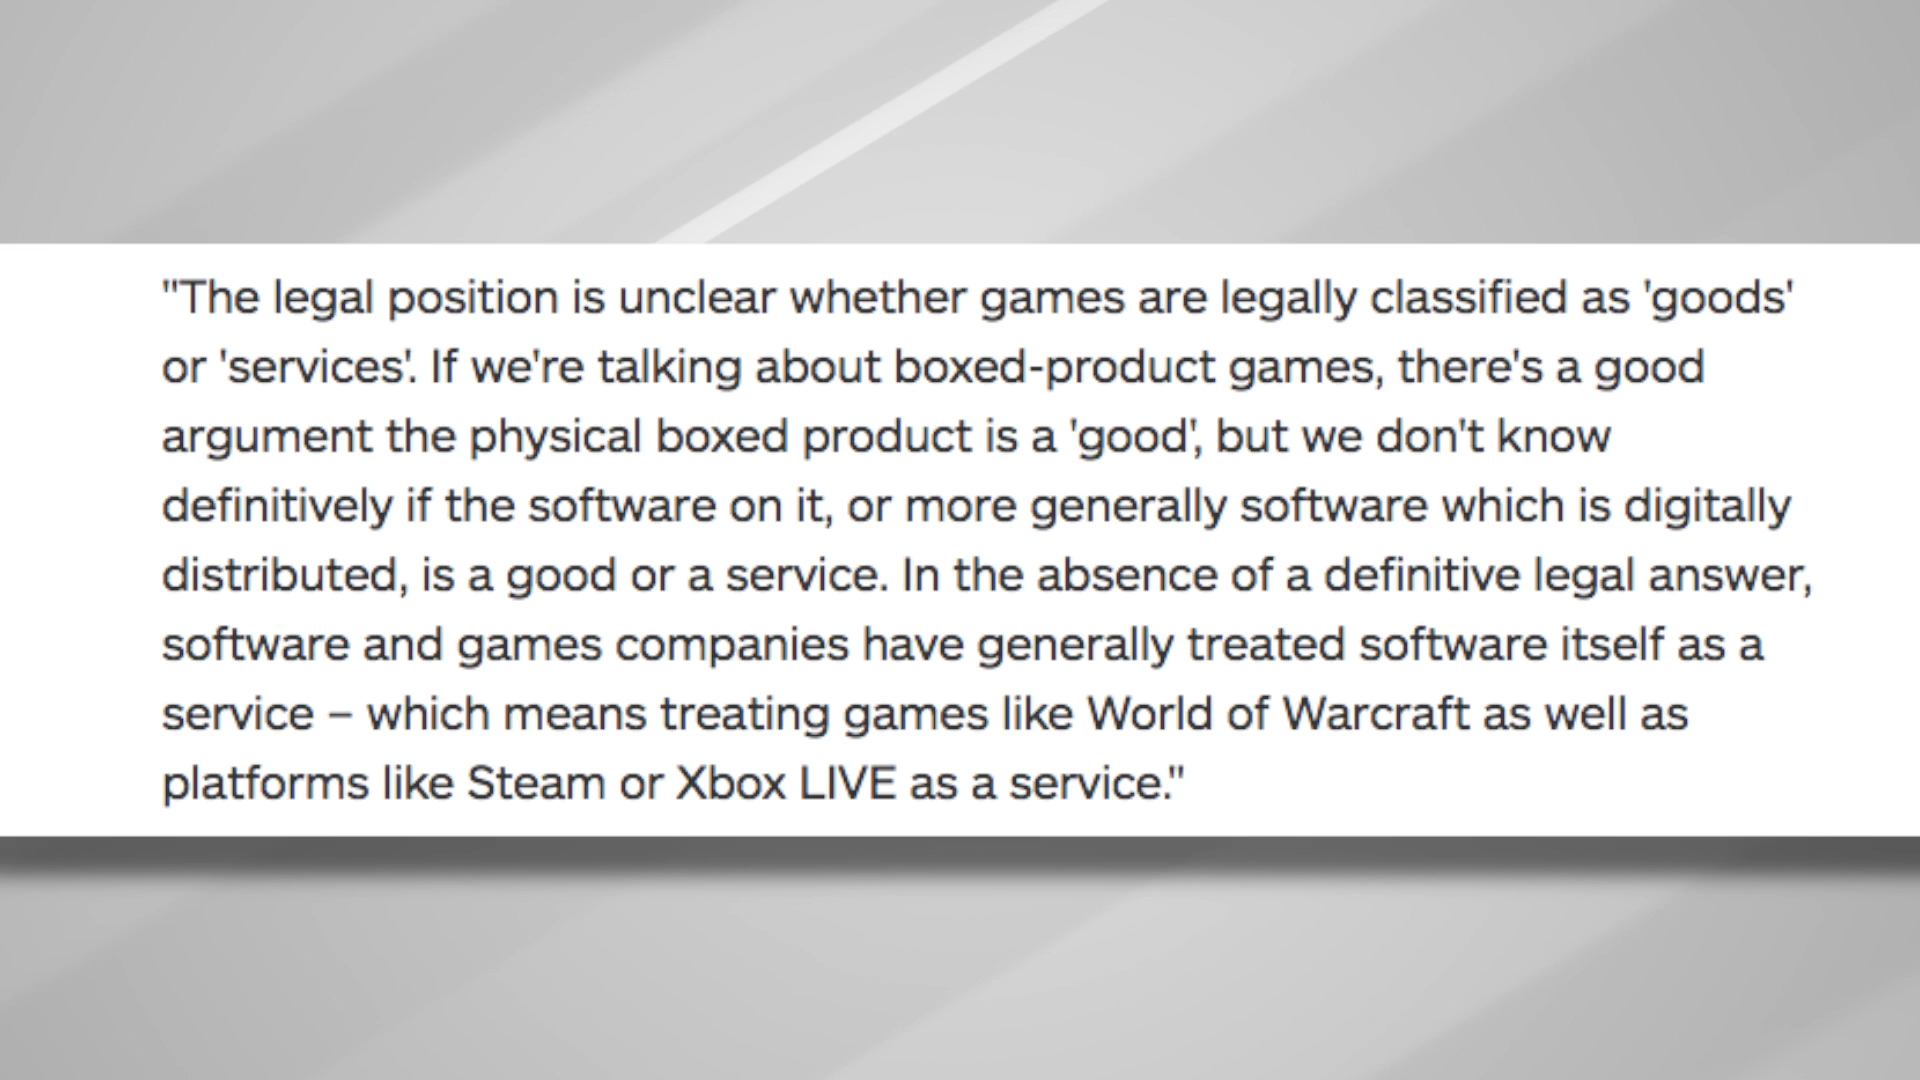 "The legal position is unclear whether games are legally classified as 'goods'
or 'services'. If we're talking about boxed-product games, there's a good
argument the physical boxed product is a 'good', but we don't know
definitively if the software on it, or more generally software which is digitally
distributed, is a good or a service. In the absence of a definitive legal answer,
software and games companies have generally treated software itself as a
service – which means treating games like World of Warcraft as well as
platforms like Steam or Xbox LIVE as a service."